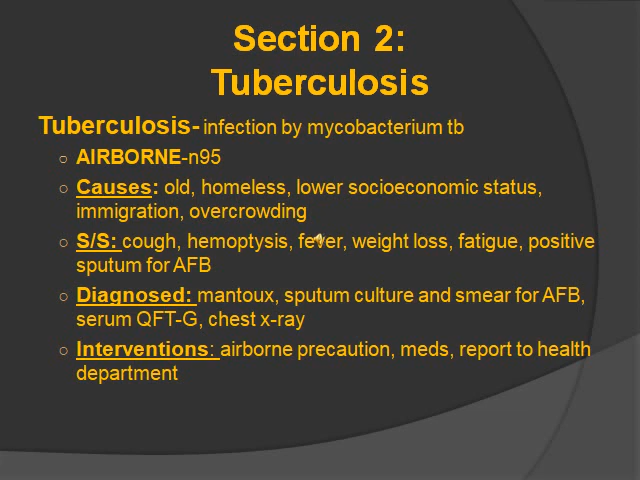 Section 2:
Tuberculosis
Tuberculosis- infection by mycobacterium tb
○ AIRBORNE-n95
○ Causes: old, homeless, lower socioeconomic status,
immigration, overcrowding
○ S/S: cough, hemoptysis, fever, weight loss, fatigue, positive
sputum for AFB
○ Diagnosed: mantoux, sputum culture and smear for AFB,
serum QFT-G, chest x-ray
○ Interventions: airborne precaution, meds, report to health
department